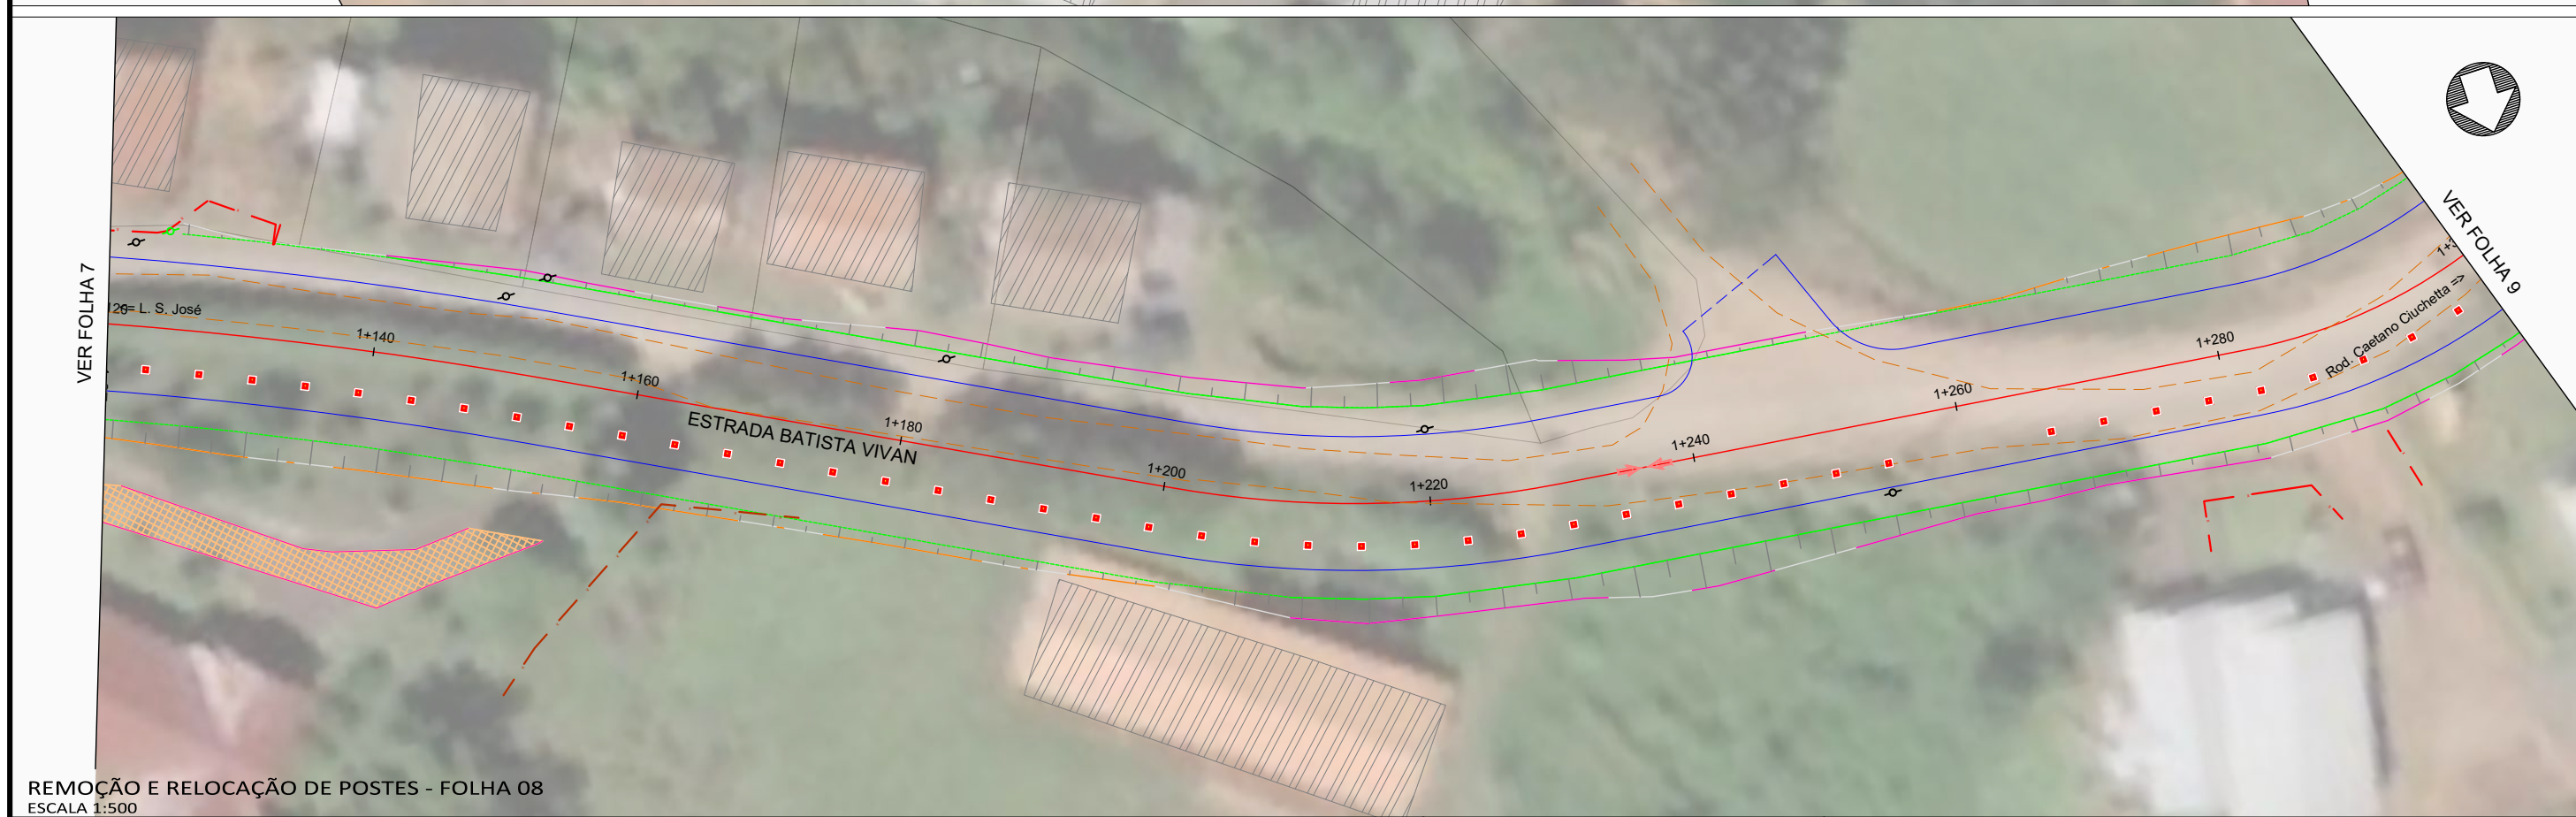 VER FOLHA 7
120= L. S. José
1+140
1+160
ESTRADA BATISTA VIVAN
1+180
1+200
1+220
1+240
1+260
1+280
Rod. Caetano Ciuchetta =>
VER FOLHA 9
REMOÇÃO E RELOCAÇÃO DE POSTES - FOLHA 08
ESCALA 1:500